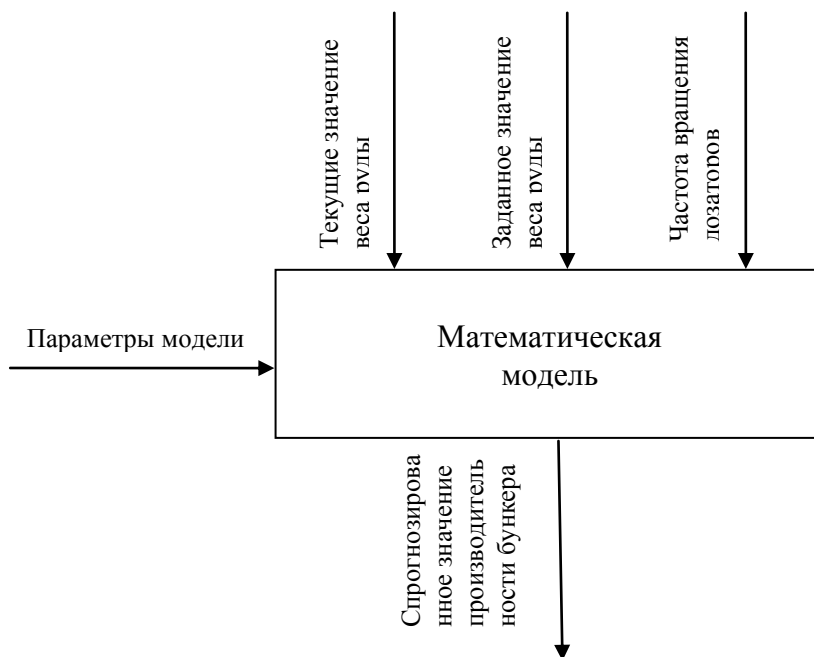 Текущие значение
веса руды
Заданное значение
веса руды
Частота вращения
дозаторов
Параметры модели
Математическая
модель
Спрогнозирова
нное значение
производитель
ности бункера